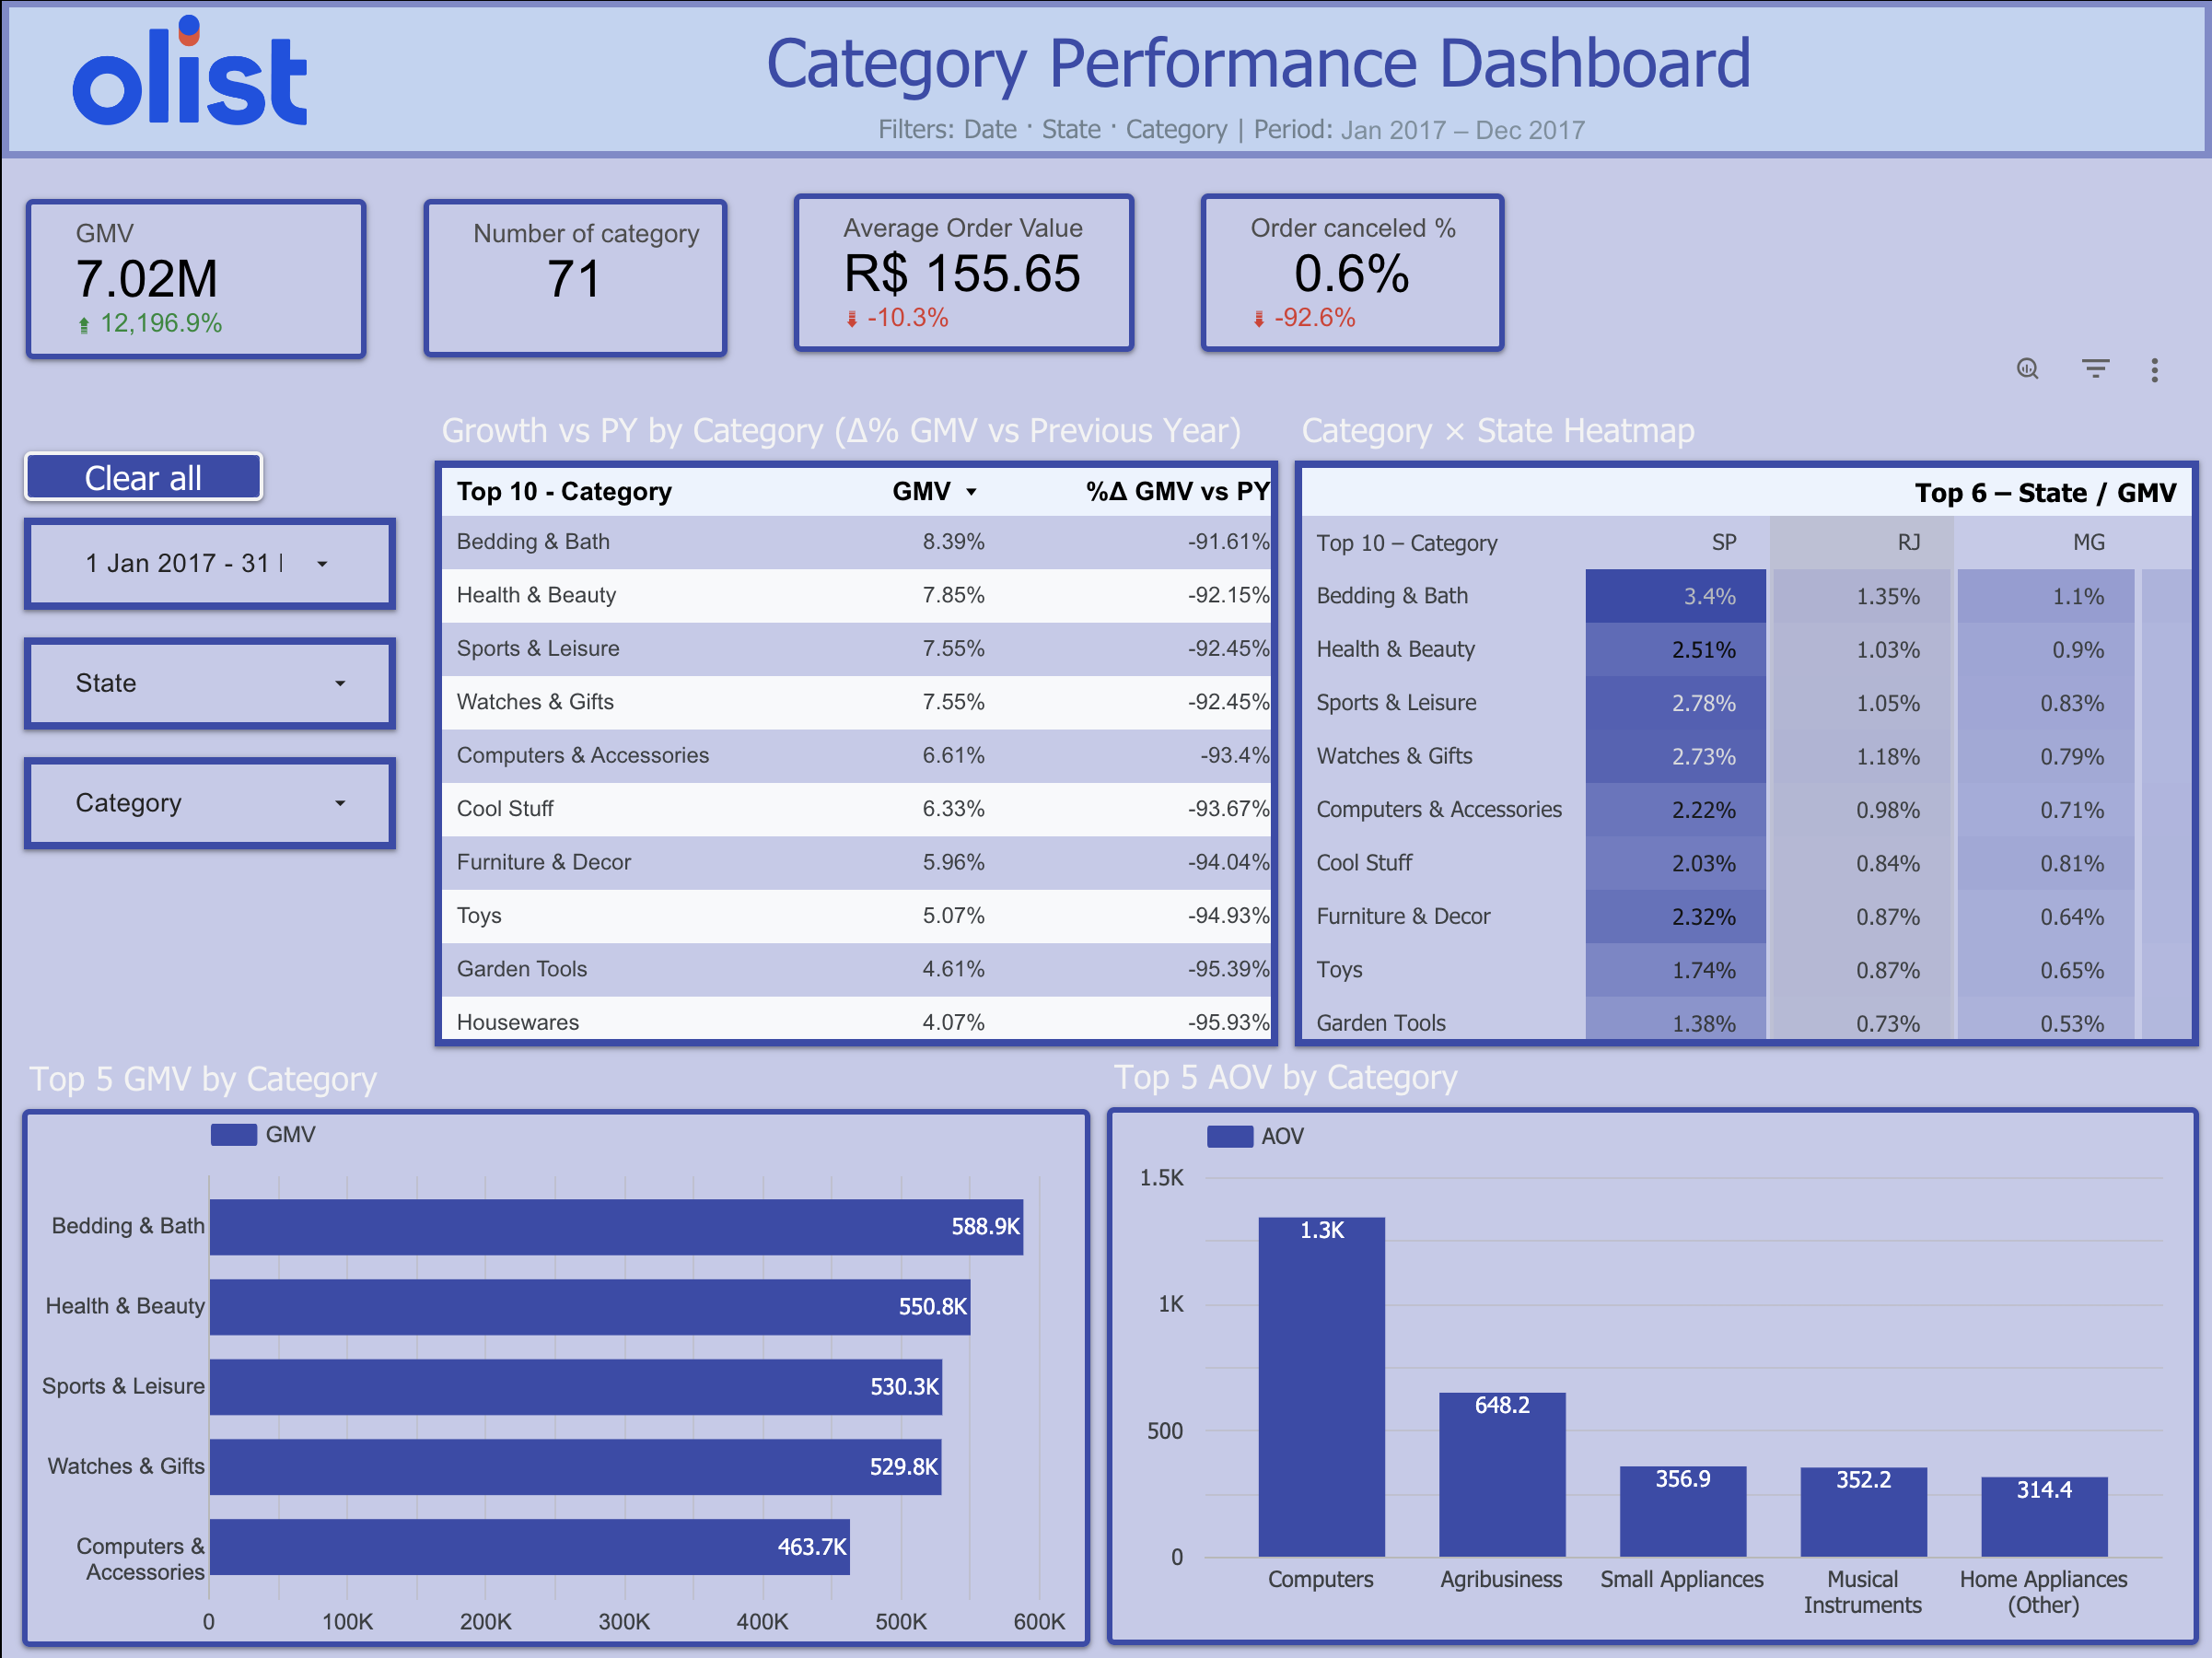 olist
Category Performance Dashboard
Filters: Date · State · Category | Period: Jan 2017 – Dec 2017
GMV
7.02M
12,196.9%
Number of category
71
Average Order Value
R$ 155.65
-10.3%
Order canceled %
0.6%
-92.6%
Clear all
1 Jan 2017 - 31
State
Category
Growth vs PY by Category (Δ% GMV vs Previous Year)
Top 10 - Category GMV %Δ GMV vs PY
Bedding & Bath 8.39% -91.61%
Health & Beauty 7.85% -92.15%
Sports & Leisure 7.55% -92.45%
Watches & Gifts 7.55% -92.45%
Computers & Accessories 6.61% -93.4%
Cool Stuff 6.33% -93.67%
Furniture & Decor 5.96% -94.04%
Toys 5.07% -94.93%
Garden Tools 4.61% -95.39%
Housewares 4.07% -95.93%
Category × State Heatmap
Top 6 – State / GMV
Top 10 – Category SP RJ MG
Bedding & Bath 3.4% 1.35% 1.1%
Health & Beauty 2.51% 1.03% 0.9%
Sports & Leisure 2.78% 1.05% 0.83%
Watches & Gifts 2.73% 1.18% 0.79%
Computers & Accessories 2.22% 0.98% 0.71%
Cool Stuff 2.03% 0.84% 0.81%
Furniture & Decor 2.32% 0.87% 0.64%
Toys 1.74% 0.87% 0.65%
Garden Tools 1.38% 0.73% 0.53%
Top 5 GMV by Category
GMV
Bedding & Bath 588.9K
Health & Beauty 550.8K
Sports & Leisure 530.3K
Watches & Gifts 529.8K
Computers & 463.7K
Accessories
0 100K 200K 300K 400K 500K 600K
Top 5 AOV by Category
AOV
1.5K
1K
500
0
1.3K 648.2 356.9 352.2 314.4
Computers Agribusiness Small Appliances Musical Home Appliances
Instruments (Other)